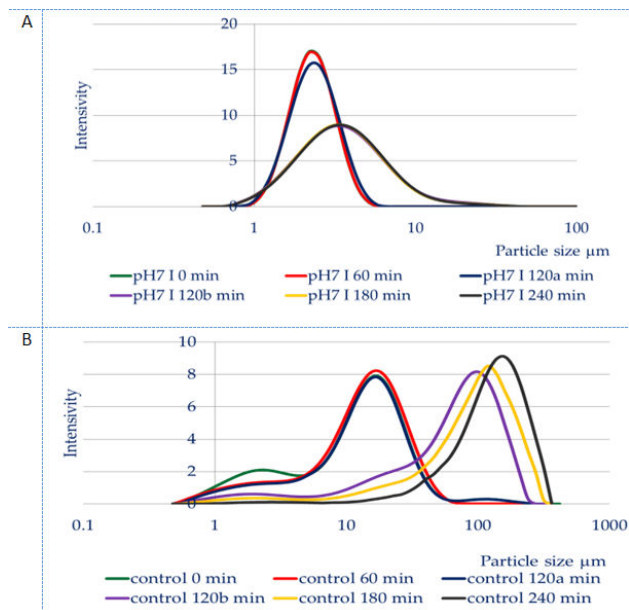 A
Intensivity
20
15
10
5
0
0.1 1 10 100
Particle size µm
pH7 I 0 min pH7 I 60 min pH7 I 120a min
pH7 I 120b min pH7 I 180 min pH7 I 240 min
B
Intensivity
10
8
6
4
2
0
0.1 1 10 100 1000
Particle size µm
control 0 min control 60 min control 120a min
control 120b min control 180 min control 240 min